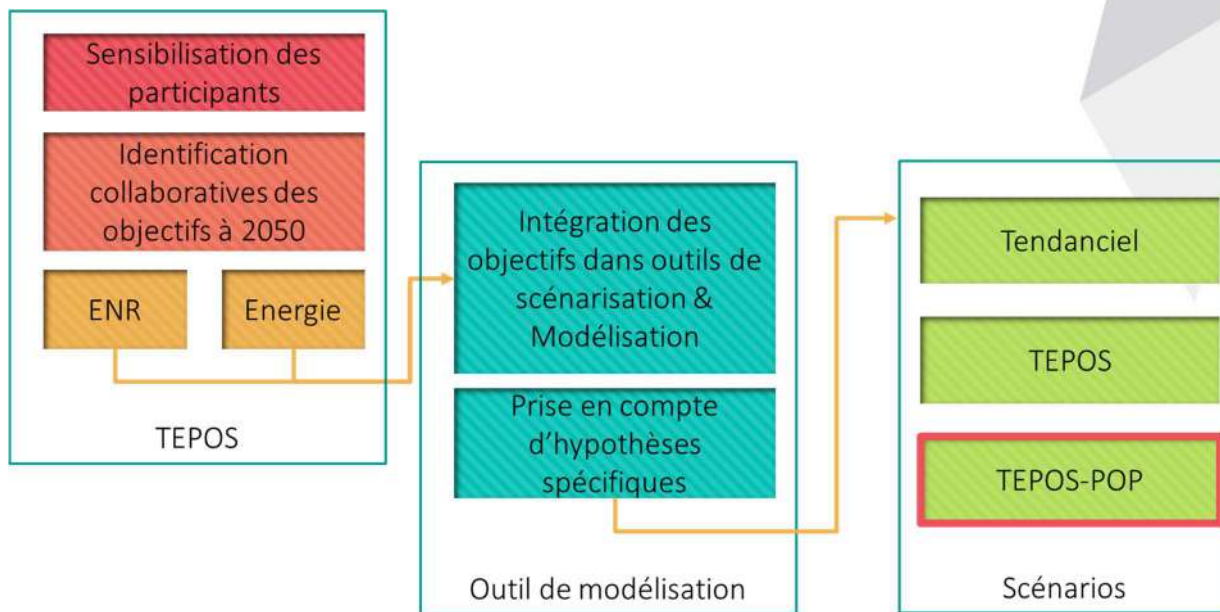 Sensibilisation des
participants
Identification
collaboratives des
objectifs à 2050
ENR
Energie
TEPOS
Intégration des
objectifs dans outils de
scénarisation &
Modélisation
Prise en compte
d'hypothèses
spécifiques
Outil de modélisation
Tendanciel
TEPOS
TEPOS-POP
Scénarios